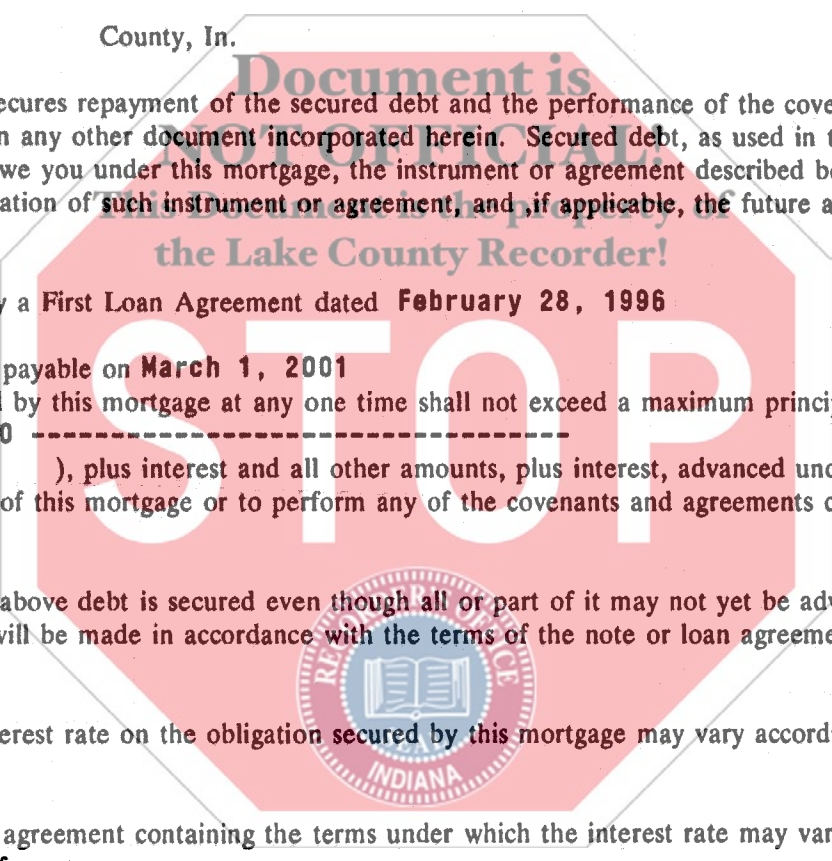 County, In.
Document is
ecures repayment of the secured debt and the performance of the cove
n any other document incorporated herein. Secured debt, as used in t
NOT OFFICIAL!
we you under this mortgage, the instrument or agreement described be
ation of such instrument or agreement, and ,if applicable, the future a
This Document is the property of
the Lake County Recorder!
y a First Loan Agreement dated February 28, 1996
STOP
payable on March 1, 2001
l by this mortgage at any one time shall not exceed a maximum princi
0 --------------------------------
), plus interest and all other amounts, plus interest, advanced und
of this mortgage or to perform any of the covenants and agreements c
above debt is secured even though all or part of it may not yet be adv
will be made in accordance with the terms of the note or loan agreeme
erest rate on the obligation secured by this mortgage may vary accord
INDIANA
agreement containing the terms under which the interest rate may var